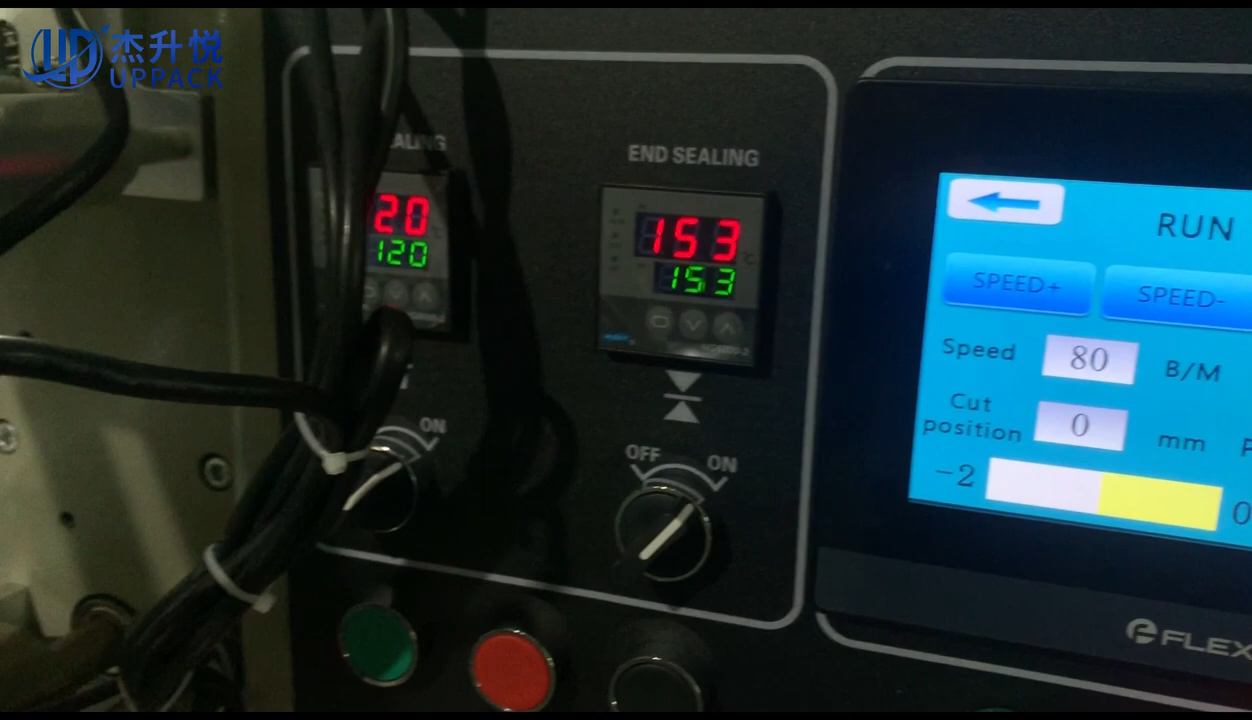 杰升悦
UPPACK
ALING
END SEALING
20
120
153
153
ON
OFF
ON
RUN
SPEED+
SPEED-
Speed
80
B/M
Cut
position
0
mm
-2
0
FLEX